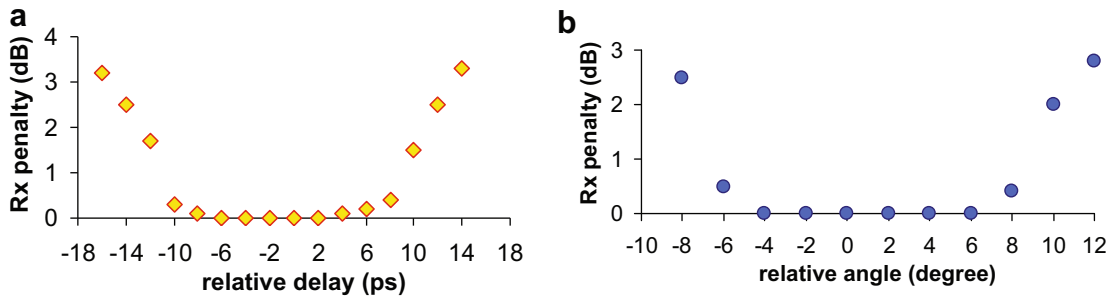 a
Rx penalty (dB)
4
3
2
1
0
-18 -14 -10 -6 -2 2 6 10 14 18
relative delay (ps)
b
Rx penalty (dB)
3
2
1
0
-10 -8 -6 -4 -2 0 2 4 6 8 10 12
relative angle (degree)